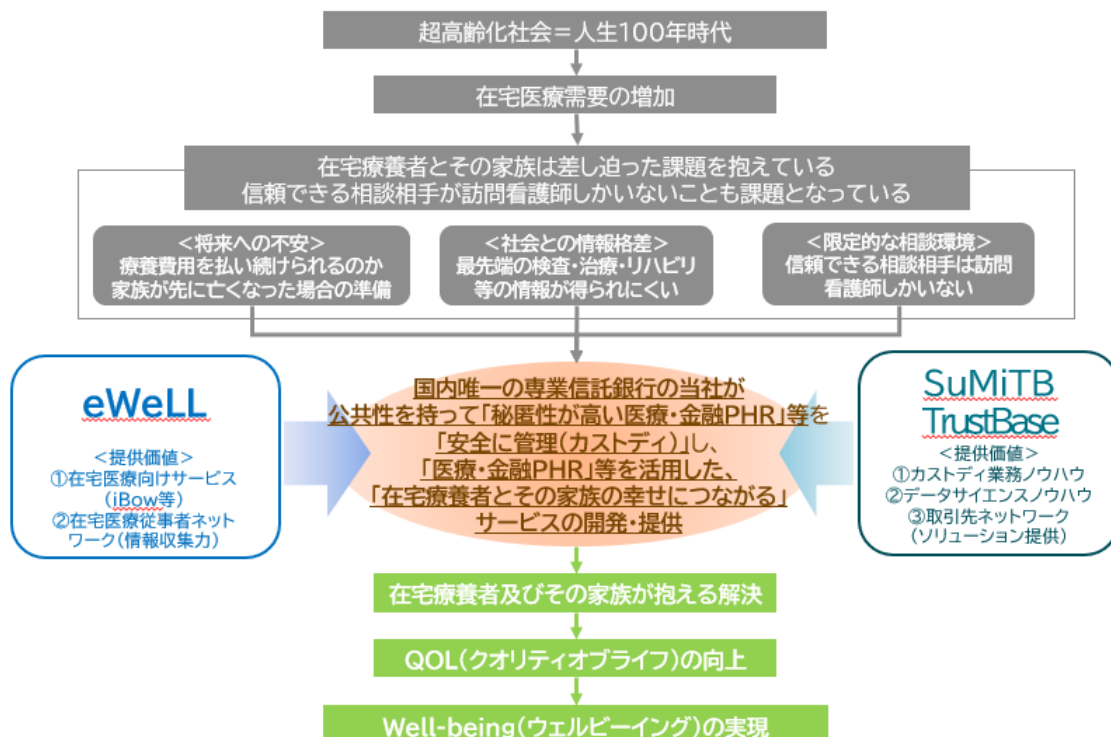 超高齢化社会＝人生100年時代
在宅医療需要の増加
在宅療養者とその家族は差し迫った課題を抱えている
信頼できる相談相手が訪問看護師しかいないことも課題となっている
＜将来への不安＞
療養費用を払い続けられるのか
家族が先に亡くなった場合の準備
＜社会との情報格差＞
最先端の検査・治療・リハビリ
等の情報が得られにくい
＜限定的な相談環境＞
信頼できる相談相手は訪問
看護師しかいない
eWeLL
＜提供価値＞
①在宅医療向けサービス
（iBow等）
②在宅医療従事者ネット
ワーク（情報収集力）
国内唯一の専業信託銀行の当社が
公共性を持って「秘匿性が高い医療・金融PHR」等を
「安全に管理（カストディ）」し、
「医療・金融PHR」等を活用した、
「在宅療養者とその家族の幸せにつながる」
サービスの開発・提供
SuMiTB
TrustBase
＜提供価値＞
①カストディ業務ノウハウ
②データサイエンスノウハウ
③取引先ネットワーク
（ソリューション提供）
在宅療養者及びその家族が抱える解決
QOL（クオリティオブライフ）の向上
Well-being（ウェルビーイング）の実現